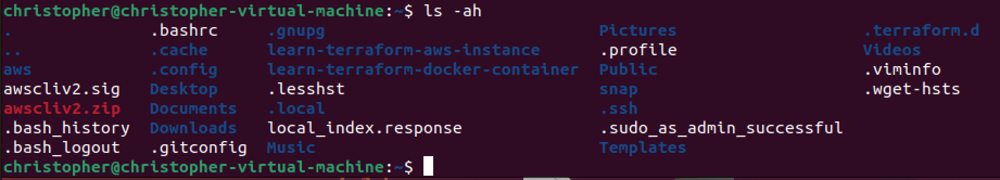 christopher@christopher-virtual-machine:~$ ls -ah
. .bashrc .gnupg Pictures .terraform.d
.. .cache learn-terraform-aws-instance .profile Videos
aws .config learn-terraform-docker-container Public .viminfo
awscliv2.sig Desktop .lesshst snap .wget-hsts
awscliv2.zip Documents .local .ssh
.bash_history Downloads local_index.response .sudo_as_admin_successful
.bash_logout .gitconfig Music Templates
christopher@christopher-virtual-machine:~$